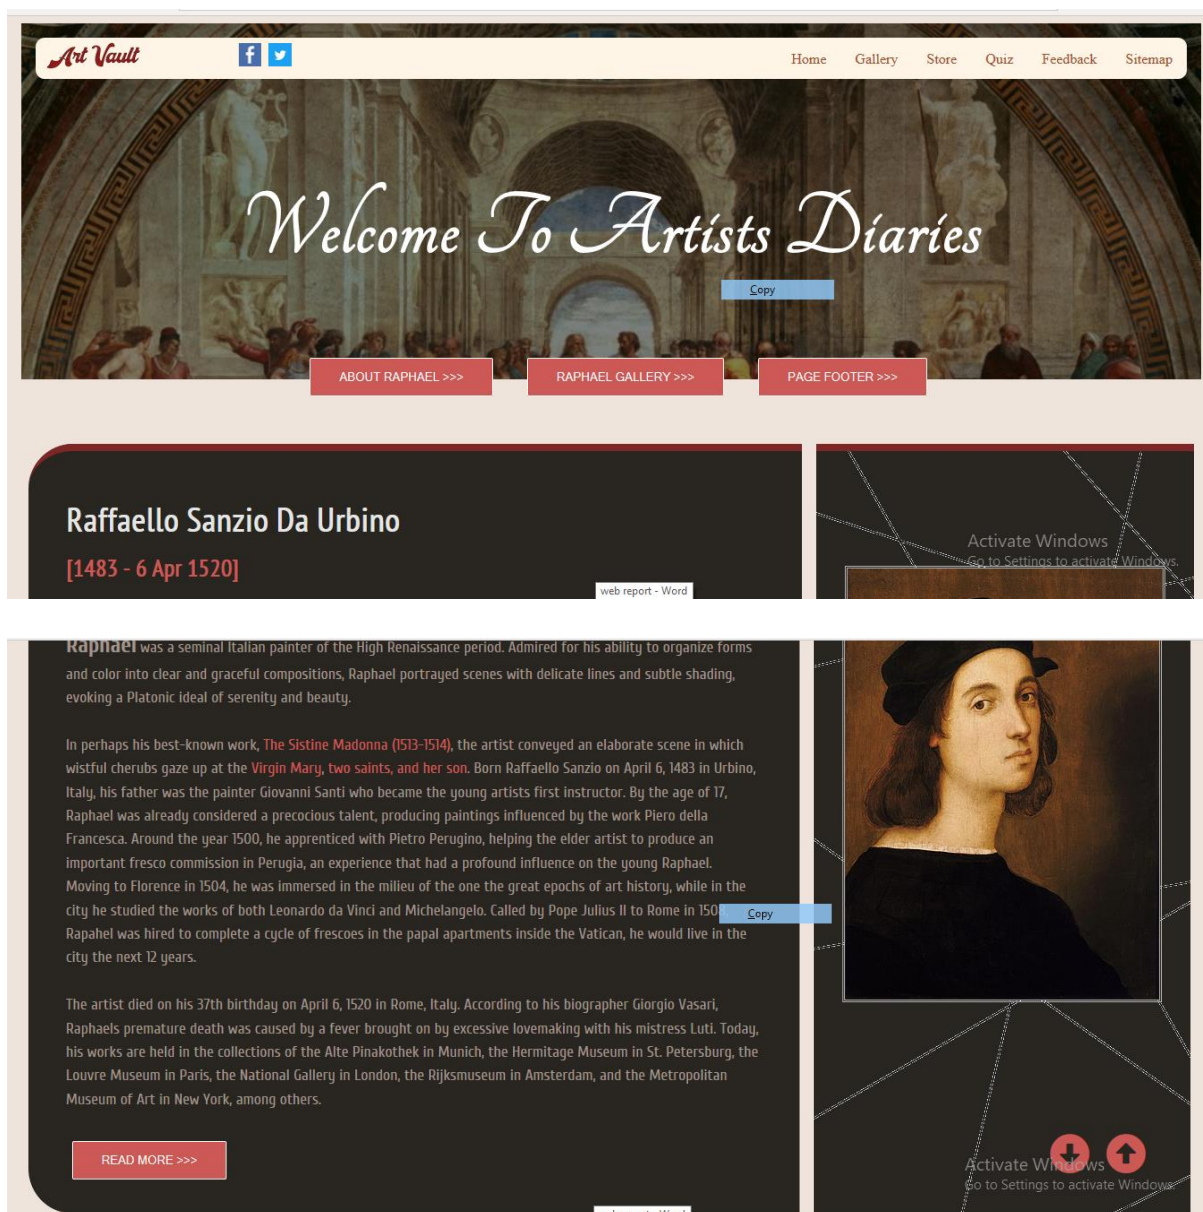 Art Vault
f
Home Gallery Store Quiz Feedback Sitemap
Welcome To Artists Diaries
Copy
ABOUT RAPHAEL >>> RAPHAEL GALLERY >>> PAGE FOOTER >>>
Raffaello Sanzio Da Urbino
[1483 - 6 Apr 1520]
Activate Windows
Go to Settings to activate Windows.
web report - Word
Raphael was a seminal Italian painter of the High Renaissance period. Admired for his ability to organize forms
and color into clear and graceful compositions, Raphael portrayed scenes with delicate lines and subtle shading,
evoking a Platonic ideal of serenity and beauty.
In perhaps his best-known work, The Sistine Madonna (1513-1514), the artist conveyed an elaborate scene in which
wistful cherubs gaze up at the Virgin Mary, two saints, and her son. Born Raffaello Sanzio on April 6, 1483 in Urbino,
Italy, his father was the painter Giovanni Santi who became the young artists first instructor. By the age of 17,
Raphael was already considered a precocious talent, producing paintings influenced by the work Piero della
Francesca. Around the year 1500, he apprenticed with Pietro Perugino, helping the elder artist to produce an
important fresco commission in Perugia, an experience that had a profound influence on the young Raphael.
Moving to Florence in 1504, he was immersed in the milieu of the one the great epochs of art history, while in the
city he studied the works of both Leonardo da Vinci and Michelangelo. Called by Pope Julius II to Rome in 1508,
Copy
Rapahel was hired to complete a cycle of frescoes in the papal apartments inside the Vatican, he would live in the
city the next 12 years.
The artist died on his 37th birthday on April 6, 1520 in Rome, Italy. According to his biographer Giorgio Vasari,
Raphaels premature death was caused by a fever brought on by excessive lovemaking with his mistress Luti. Today,
his works are held in the collections of the Alte Pinakothek in Munich, the Hermitage Museum in St. Petersburg, the
Louvre Museum in Paris, the National Gallery in London, the Rijksmuseum in Amsterdam, and the Metropolitan
Museum of Art in New York, among others.
READ MORE >>>
Activate Windows
Go to Settings to activate Windows.